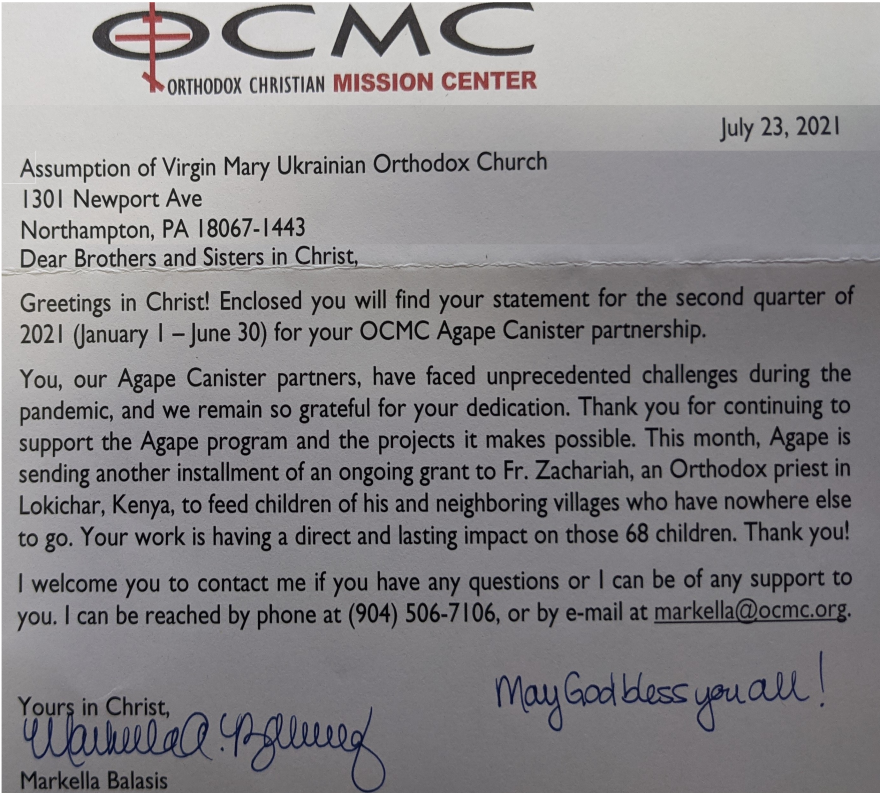 OCMC
ORTHODOX CHRISTIAN MISSION CENTER
July 23, 2021
Assumption of Virgin Mary Ukrainian Orthodox Church
1301 Newport Ave
Northampton, PA 18067-1443
Dear Brothers and Sisters in Christ,
Greetings in Christ! Enclosed you will find your statement for the second quarter of
2021 (January 1 – June 30) for your OCMC Agape Canister partnership.
You, our Agape Canister partners, have faced unprecedented challenges during the
pandemic, and we remain so grateful for your dedication. Thank you for continuing to
support the Agape program and the projects it makes possible. This month, Agape is
sending another installment of an ongoing grant to Fr. Zachariah, an Orthodox priest in
Lokichar, Kenya, to feed children of his and neighboring villages who have nowhere else
to go. Your work is having a direct and lasting impact on those 68 children. Thank you!
I welcome you to contact me if you have any questions or I can be of any support to
you. I can be reached by phone at (904) 506-7106, or by e-mail at markella@ocmc.org.
May God bless you all!
Yours in Christ,
Markella A.
Markella Balasis